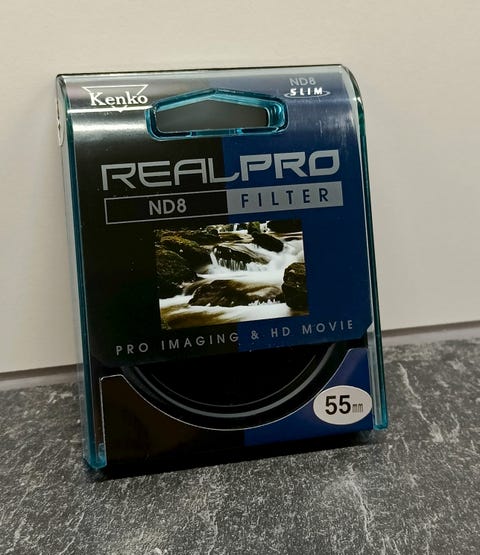 Kenko
ND8
SLIM
REALPRO
ND8 FILTER
PRO IMAGING & HD MOVIE
55mm